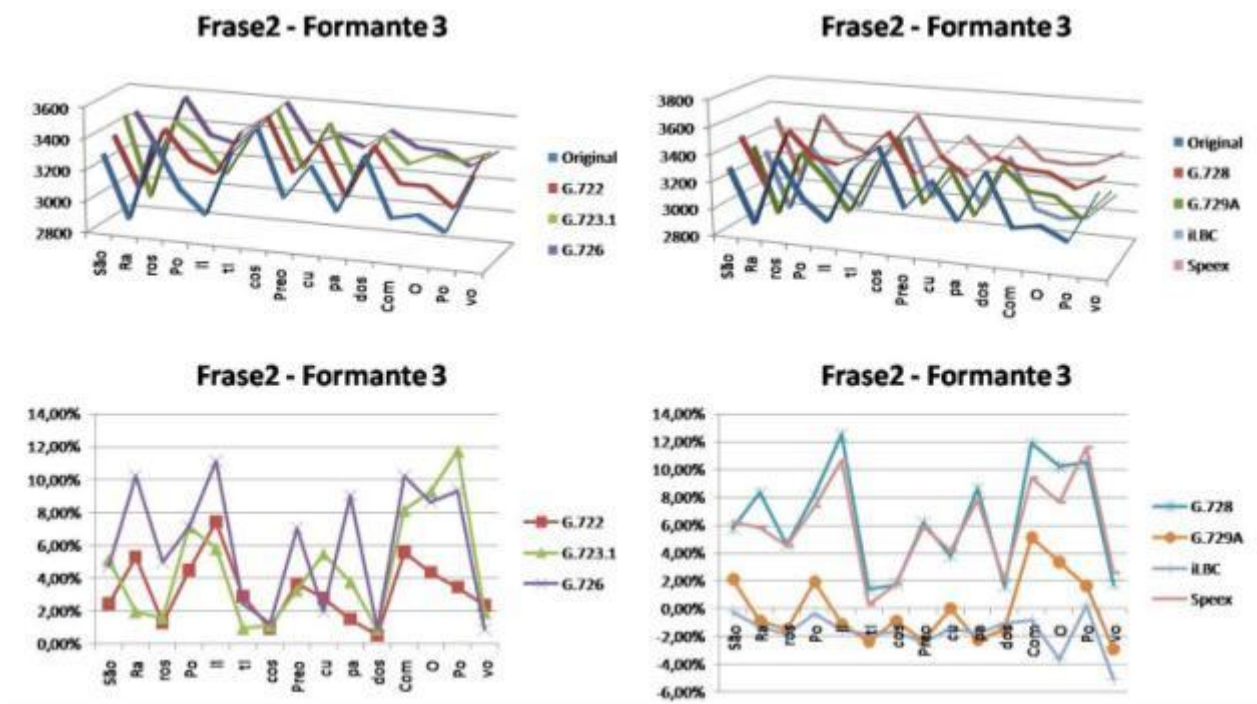 Frase2 - Formante 3
3600
3400
3200
3000
2800
São
Ra
ros
Po
lí
ti
cos
Preo
cu
pa
dos
Com
O
Po
vo
Original
G.722
G.723.1
G.726
Frase2 - Formante 3
3800
3600
3400
3200
3000
2800
São
Ra
ros
Po
lí
ti
cos
Preo
cu
pa
dos
Com
O
Po
vo
Original
G.728
G.729A
iLBC
Speex
Frase2 - Formante 3
14,00%
12,00%
10,00%
8,00%
6,00%
4,00%
2,00%
0,00%
São
Ra
ros
Po
lí
ti
cos
Preo
cu
pa
dos
Com
O
Po
vo
G.722
G.723.1
G.726
Frase2 - Formante 3
14,00%
12,00%
10,00%
8,00%
6,00%
4,00%
2,00%
0,00%
-2,00%
-4,00%
-6,00%
São
Ra
ros
Po
lí
ti
cos
Preo
cu
pa
dos
Com
O
Po
vo
G.728
G.729A
iLBC
Speex